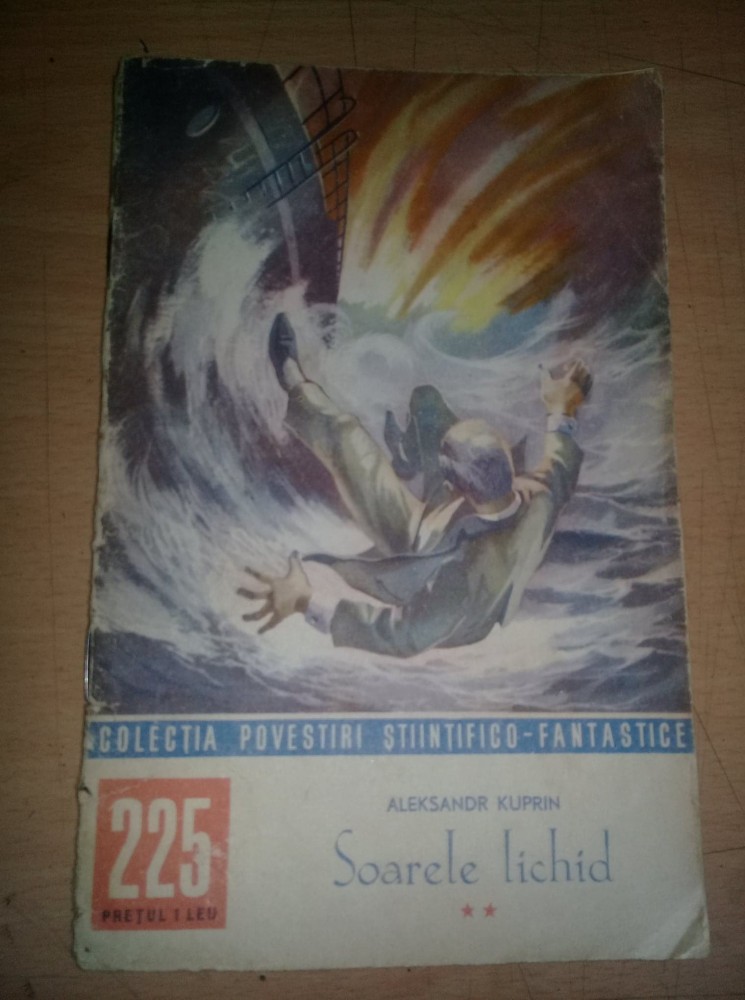 COLECȚIA POVESTIRI ȘTIINȚIFICO-FANTASTICE
225
PREȚUL 1 LEU
ALEKSANDR KUPRIN
Soarele lichid
★★